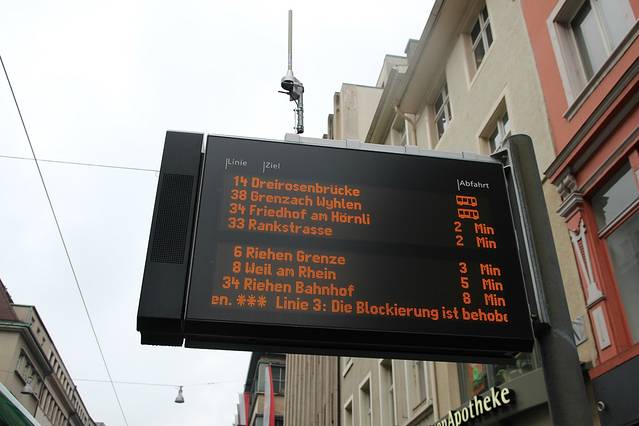 Linie Ziel Abfahrt
14 Dreirosenbrücke
38 Grenzach Wyhlen
34 Friedhof am Hörnli 2 Min
33 Rankstrasse 2 Min
6 Riehen Grenze 3 Min
8 Weil am Rhein 5 Min
34 Riehen Bahnhof 8 Min
en. *** Linie 3: Die Blockierung ist behobe
enApotheke